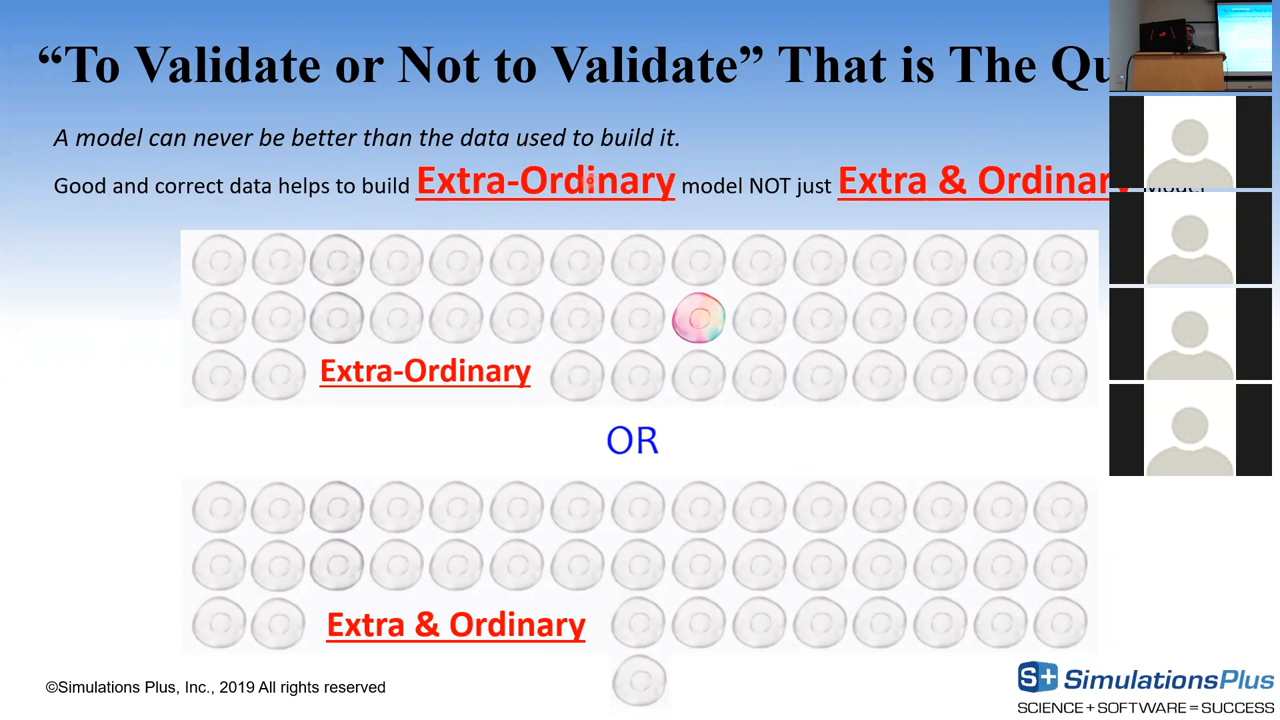 “To Validate or Not to Validate” That is The Qu
A model can never be better than the data used to build it.
Good and correct data helps to build Extra-Ordinary model NOT just Extra & Ordinary Model
Extra-Ordinary
OR
Extra & Ordinary
©Simulations Plus, Inc., 2019 All rights reserved
S+ SimulationsPlus
SCIENCE + SOFTWARE = SUCCESS